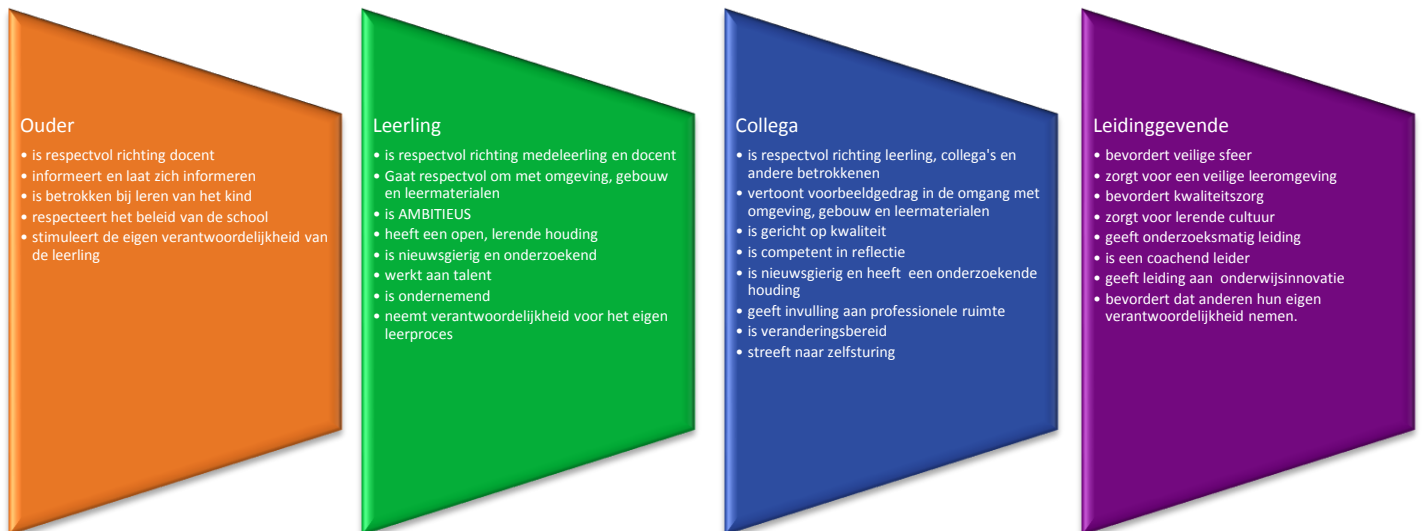 Ouder
• is respectvol richting docent
• informeert en laat zich informeren
• is betrokken bij leren van het kind
• respecteert het beleid van de school
• stimuleert de eigen verantwoordelijkheid van
de leerling
Leerling
• is respectvol richting medeleerling en docent
• Gaat respectvol om met omgeving, gebouw
en leermaterialen
• is AMBITIEUS
• heeft een open, lerende houding
• is nieuwsgierig en onderzoekend
• werkt aan talent
• is ondernemend
• neemt verantwoordelijkheid voor het eigen
leerproces
Collega
• is respectvol richting leerling, collega's en
andere betrokkenen
• vertoont voorbeeldgedrag in de omgang met
omgeving, gebouw en leermaterialen
• is gericht op kwaliteit
• is competent in reflectie
• is nieuwsgierig en heeft een onderzoekende
houding
• geeft invulling aan professionele ruimte
• is veranderingsbereid
• streeft naar zelfsturing
Leidinggevende
• bevordert veilige sfeer
• zorgt voor een veilige leeromgeving
• bevordert kwaliteitszorg
• zorgt voor lerende cultuur
• geeft onderzoeksmatig leiding
• is een coachend leider
• geeft leiding aan onderwijsinnovatie
• bevordert dat anderen hun eigen
verantwoordelijkheid nemen.